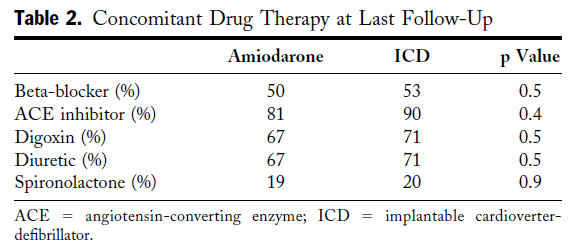 Table 2. Concomitant Drug Therapy at Last Follow-Up
Amiodarone ICD p Value
Beta-blocker (%) 50 53 0.5
ACE inhibitor (%) 81 90 0.4
Digoxin (%) 67 71 0.5
Diuretic (%) 67 71 0.5
Spironolactone (%) 19 20 0.9
ACE = angiotensin-converting enzyme; ICD = implantable cardioverter-
defibrillator.